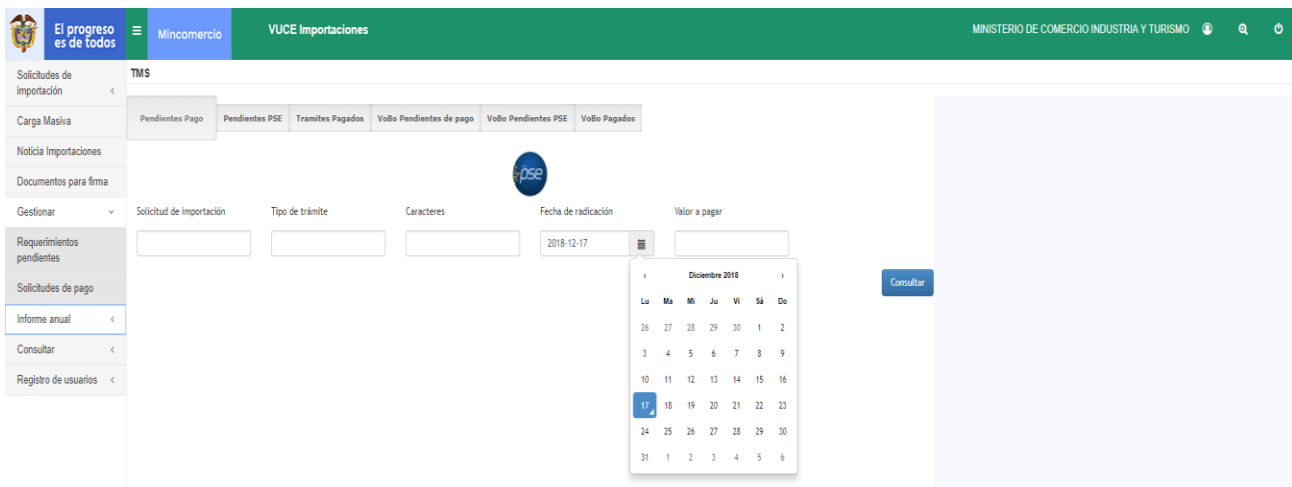 El progreso
es de todos
Mincomercio
VUCE Importaciones
MINISTERIO DE COMERCIO INDUSTRIA Y TURISMO
Solicitudes de
importación
Carga Masiva
Noticia Importaciones
Documentos para firma
Gestionar
Requerimientos
pendientes
Solicitudes de pago
Informe anual
Consultar
Registro de usuarios
TMS
Pendientes Pago Pendientes PSE Tramites Pagados VoBo Pendientes de pago VoBo Pendientes PSE VoBo Pagados
pse
Solicitud de importación Tipo de trámite Caracteres Fecha de radicación Valor a pagar
2018-12-17
‹ Diciembre 2018 ›
Lu Ma Mi Ju Vi Sá Do
26 27 28 29 30 1 2
3 4 5 6 7 8 9
10 11 12 13 14 15 16
17 18 19 20 21 22 23
24 25 26 27 28 29 30
31 1 2 3 4 5 6
Consultar